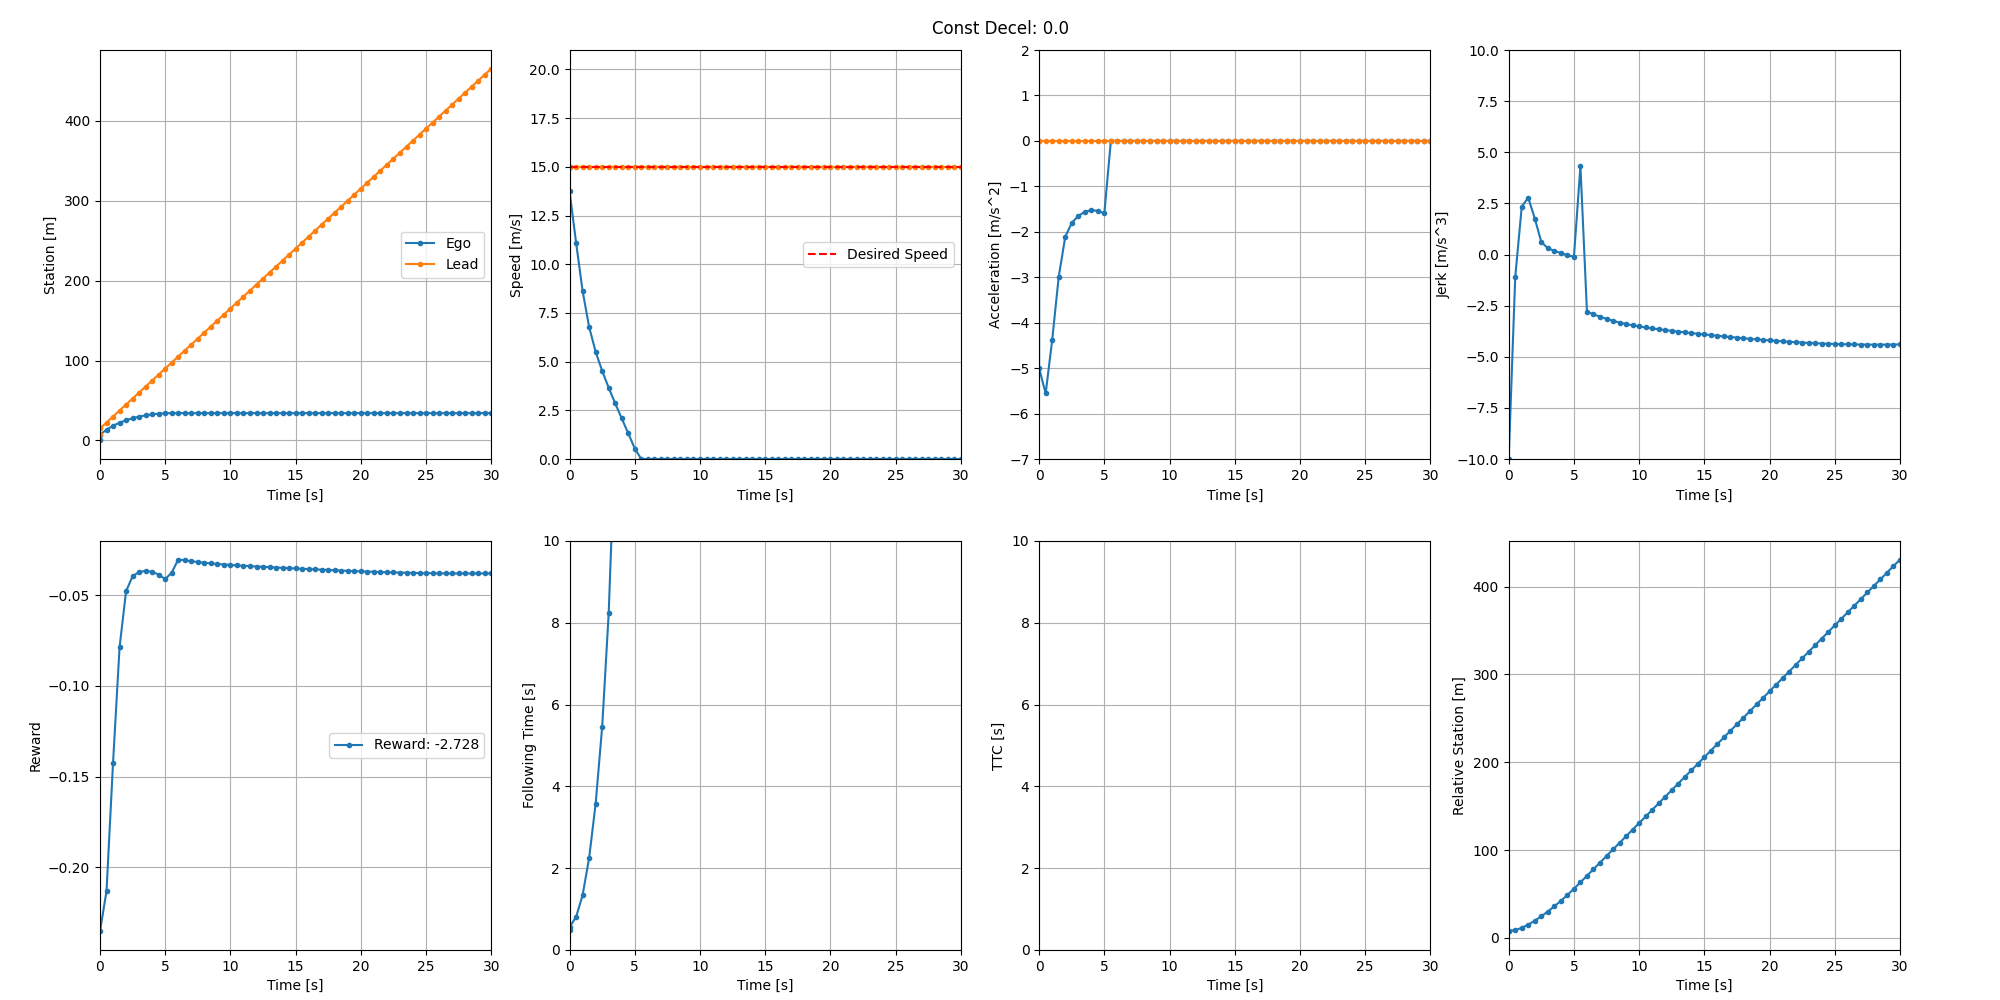 Const Decel: 0.0
Station [m]
400
300
200
100
0
Ego
Lead
0 5 10 15 20 25 30
Time [s]
Speed [m/s]
20.0
17.5
15.0
12.5
10.0
7.5
5.0
2.5
0.0
Desired Speed
0 5 10 15 20 25 30
Time [s]
Acceleration [m/s^2]
2
1
0
−1
−2
−3
−4
−5
−6
−7
0 5 10 15 20 25 30
Time [s]
Jerk [m/s^3]
10.0
7.5
5.0
2.5
0.0
−2.5
−5.0
−7.5
−10.0
0 5 10 15 20 25 30
Time [s]
Reward
−0.05
−0.10
−0.15
−0.20
Reward: -2.728
0 5 10 15 20 25 30
Time [s]
Following Time [s]
10
8
6
4
2
0
0 5 10 15 20 25 30
Time [s]
TTC [s]
10
8
6
4
2
0
0 5 10 15 20 25 30
Time [s]
Relative Station [m]
400
300
200
100
0
0 5 10 15 20 25 30
Time [s]